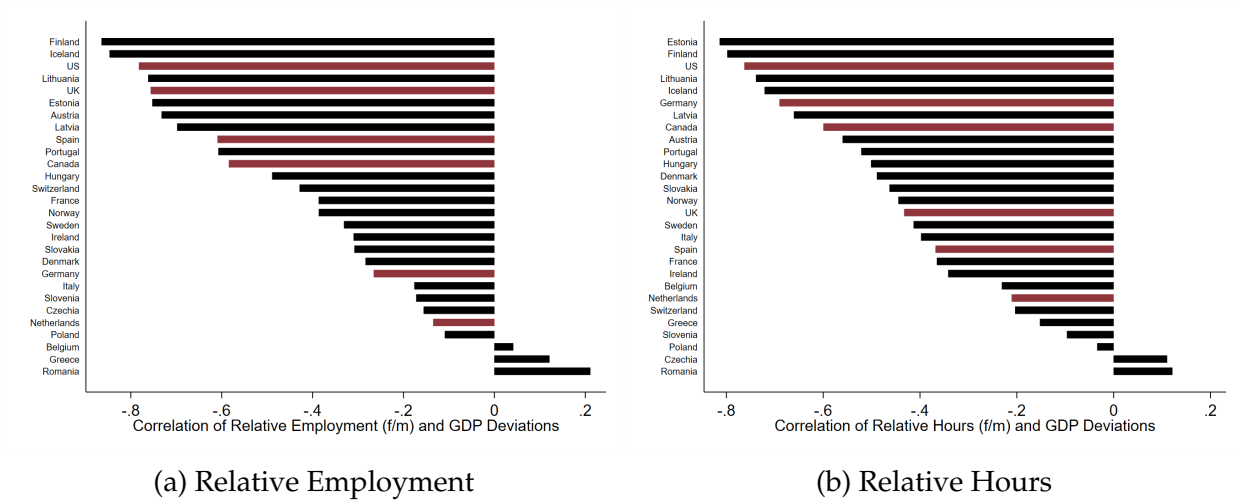 Finland
Iceland
US
Lithuania
UK
Estonia
Austria
Latvia
Spain
Portugal
Canada
Hungary
Switzerland
France
Norway
Sweden
Ireland
Slovakia
Denmark
Germany
Italy
Slovenia
Czechia
Netherlands
Poland
Belgium
Greece
Romania
-.8 -.6 -.4 -.2 0 .2
Correlation of Relative Employment (f/m) and GDP Deviations
(a) Relative Employment
Estonia
Finland
US
Lithuania
Iceland
Germany
Latvia
Canada
Austria
Portugal
Hungary
Denmark
Slovakia
Norway
UK
Sweden
Italy
Spain
France
Ireland
Belgium
Netherlands
Switzerland
Greece
Slovenia
Poland
Czechia
Romania
-.8 -.6 -.4 -.2 0 .2
Correlation of Relative Hours (f/m) and GDP Deviations
(b) Relative Hours